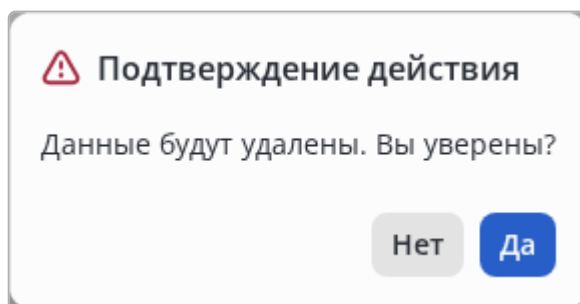 Подтверждение действия
Данные будут удалены. Вы уверены?
Нет Да